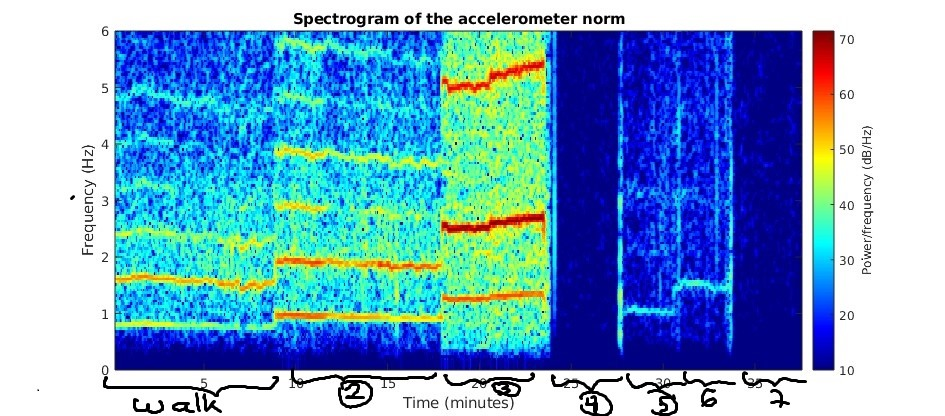 Spectrogram of the accelerometer norm
6
5
4
3
2
1
0
Frequency (Hz)
5 10 15 20 25 30 35
Time (minutes)
walk 2 3 4 5 6 7
70
60
50
40
30
20
10
Power/frequency (dB/Hz)